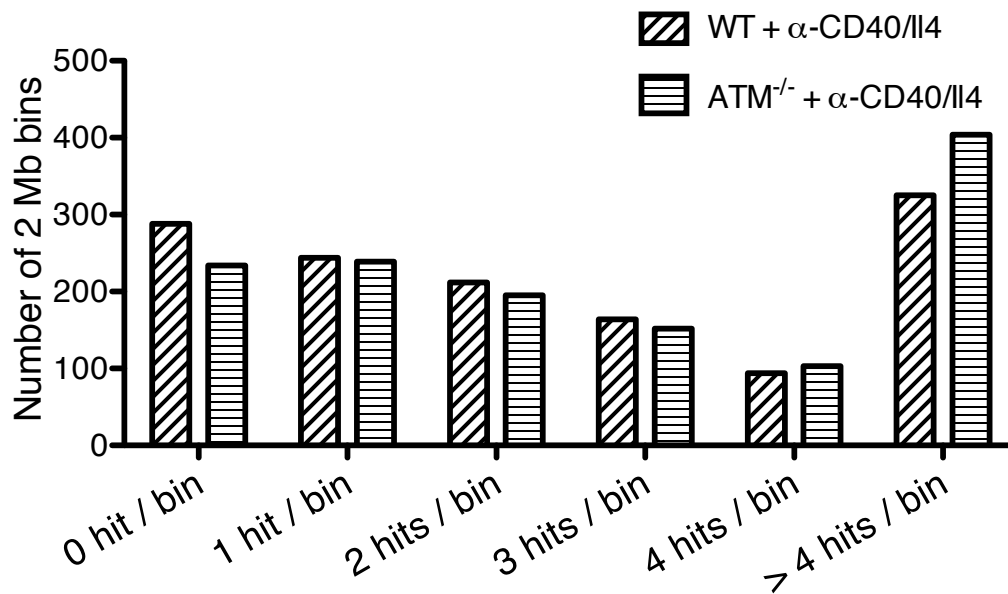 WT + α-CD40/Il4
ATM-/- + α-CD40/Il4
Number of 2 Mb bins
500
400
300
200
100
0
0 hit / bin
1 hit / bin
2 hits / bin
3 hits / bin
4 hits / bin
> 4 hits / bin